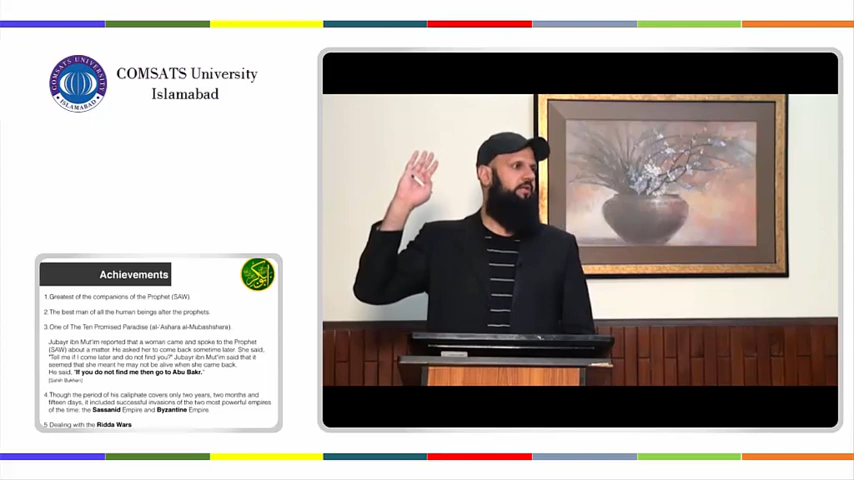 COMSATS UNIVERSITY
ISLAMABAD
COMSATS University
Islamabad
Achievements
ابوبكر
1.Greatest of the companions of the Prophet (SAW)
2.The best man of all the human beings after the prophets.
3.One of The Ten Promised Paradise (al-'Ashara al-Mubashshara)
Jubayr ibn Mut'im reported that a woman came and spoke to the Prophet
(SAW) about a matter. He asked her to come back sometime later. She said,
"Tell me if I come later and do not find you?" Jubayr ibn Mut'im said that it
seemed that she meant he may not be alive when she came back.
He said, "If you do not find me then go to Abu Bakr."
[Sahih Bukhari]
4.Though the period of his caliphate covers only two years, two months and
fifteen days, it included successful invasions of the two most powerful empires
of the time: the Sassanid Empire and Byzantine Empire.
5.Dealing with the Ridda Wars